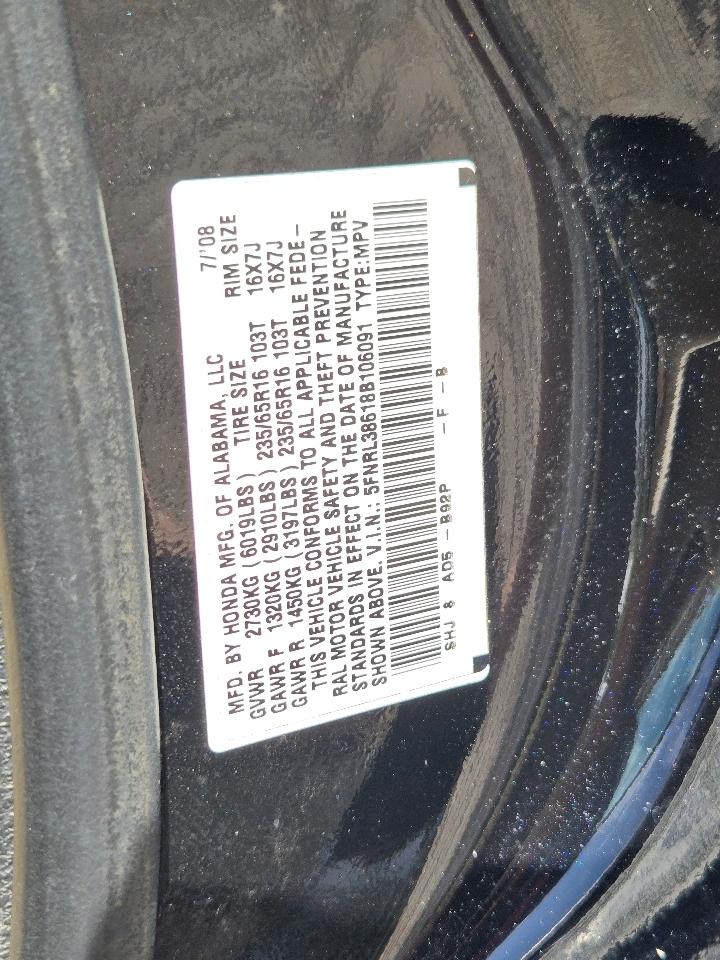 MFD. BY HONDA MFG. OF ALABAMA, LLC 7/'08
GVWR 2730KG (6019LBS) TIRE SIZE RIM SIZE
GAWR F 1320KG (2910LBS) 235/65R16 103T 16X7J
GAWR R 1450KG (3197LBS) 235/65R16 103T 16X7J
THIS VEHICLE CONFORMS TO ALL APPLICABLE FEDE-
RAL MOTOR VEHICLE SAFETY AND THEFT PREVENTION
STANDARDS IN EFFECT ON THE DATE OF MANUFACTURE
SHOWN ABOVE. V.I.N.: 5FNRL38618B106091 TYPE:MPV
SHJ 8 AD5 - B92P - F - B